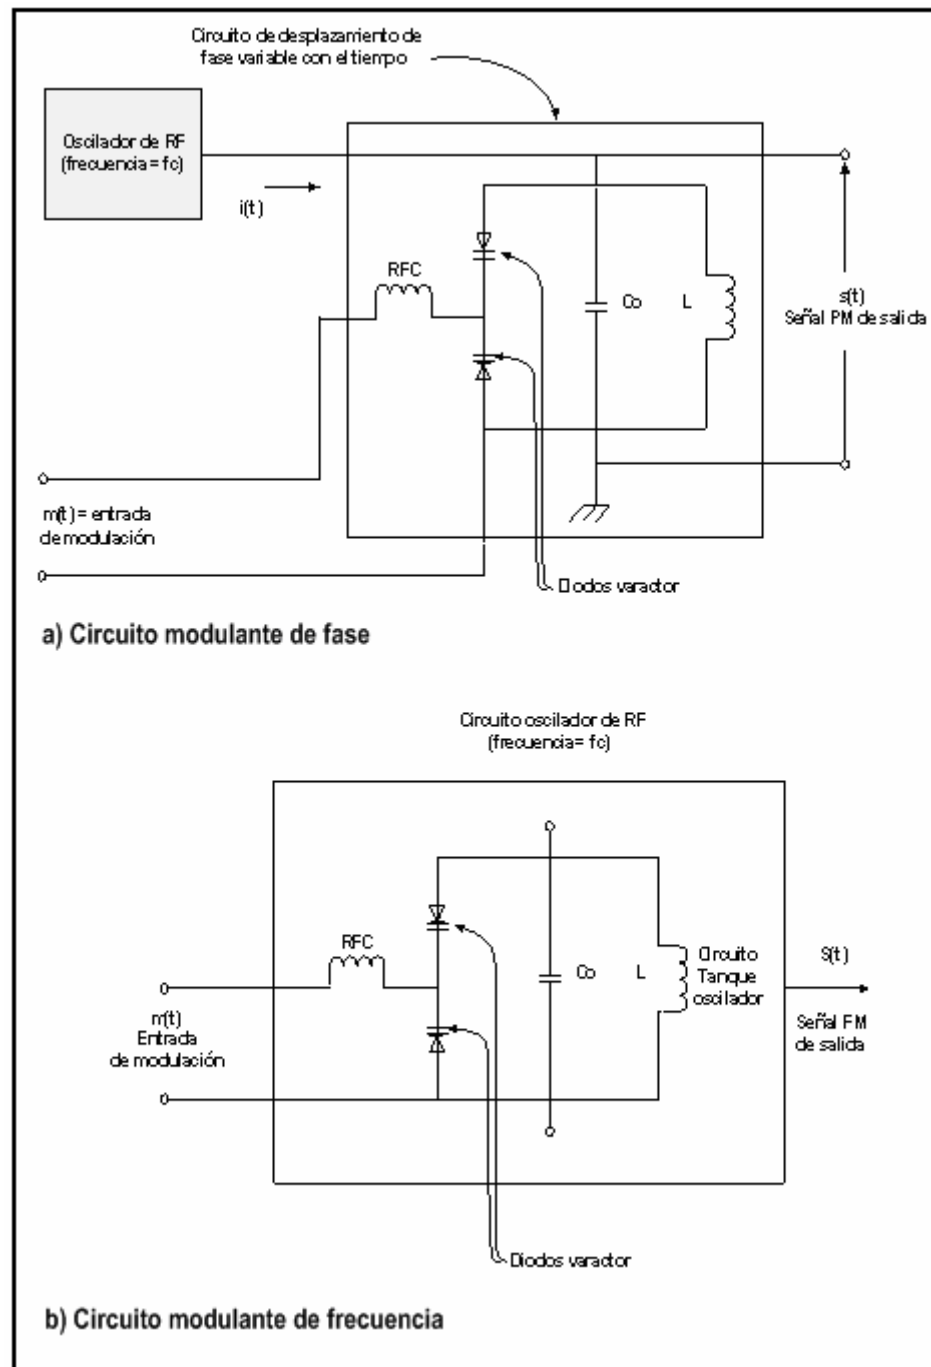 Circuito de desplazamiento de
fase variable con el tiempo
Oscilador de RF
(frecuencia = fc)
i(t)
RFC
Co
L
s(t)
Señal PM de salida
m(t) = entrada
de modulación
Diodos varactor
a) Circuito modulante de fase
Circuito oscilador de RF
(frecuencia = fc)
RFC
Co
L
Circuito
Tanque
oscilador
S(t)
Señal FM
de salida
m(t)
Entrada
de modulación
Diodos varactor
b) Circuito modulante de frecuencia